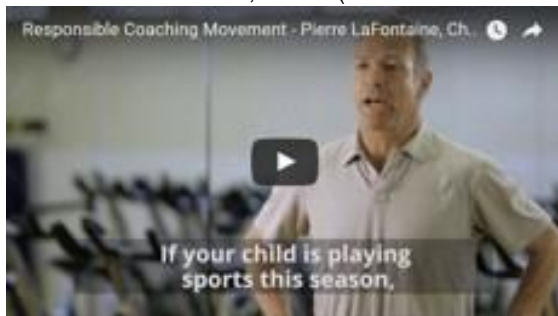 Responsible Coaching Movement - Pierre LaFontaine, Ch...
If your child is playing
sports this season,